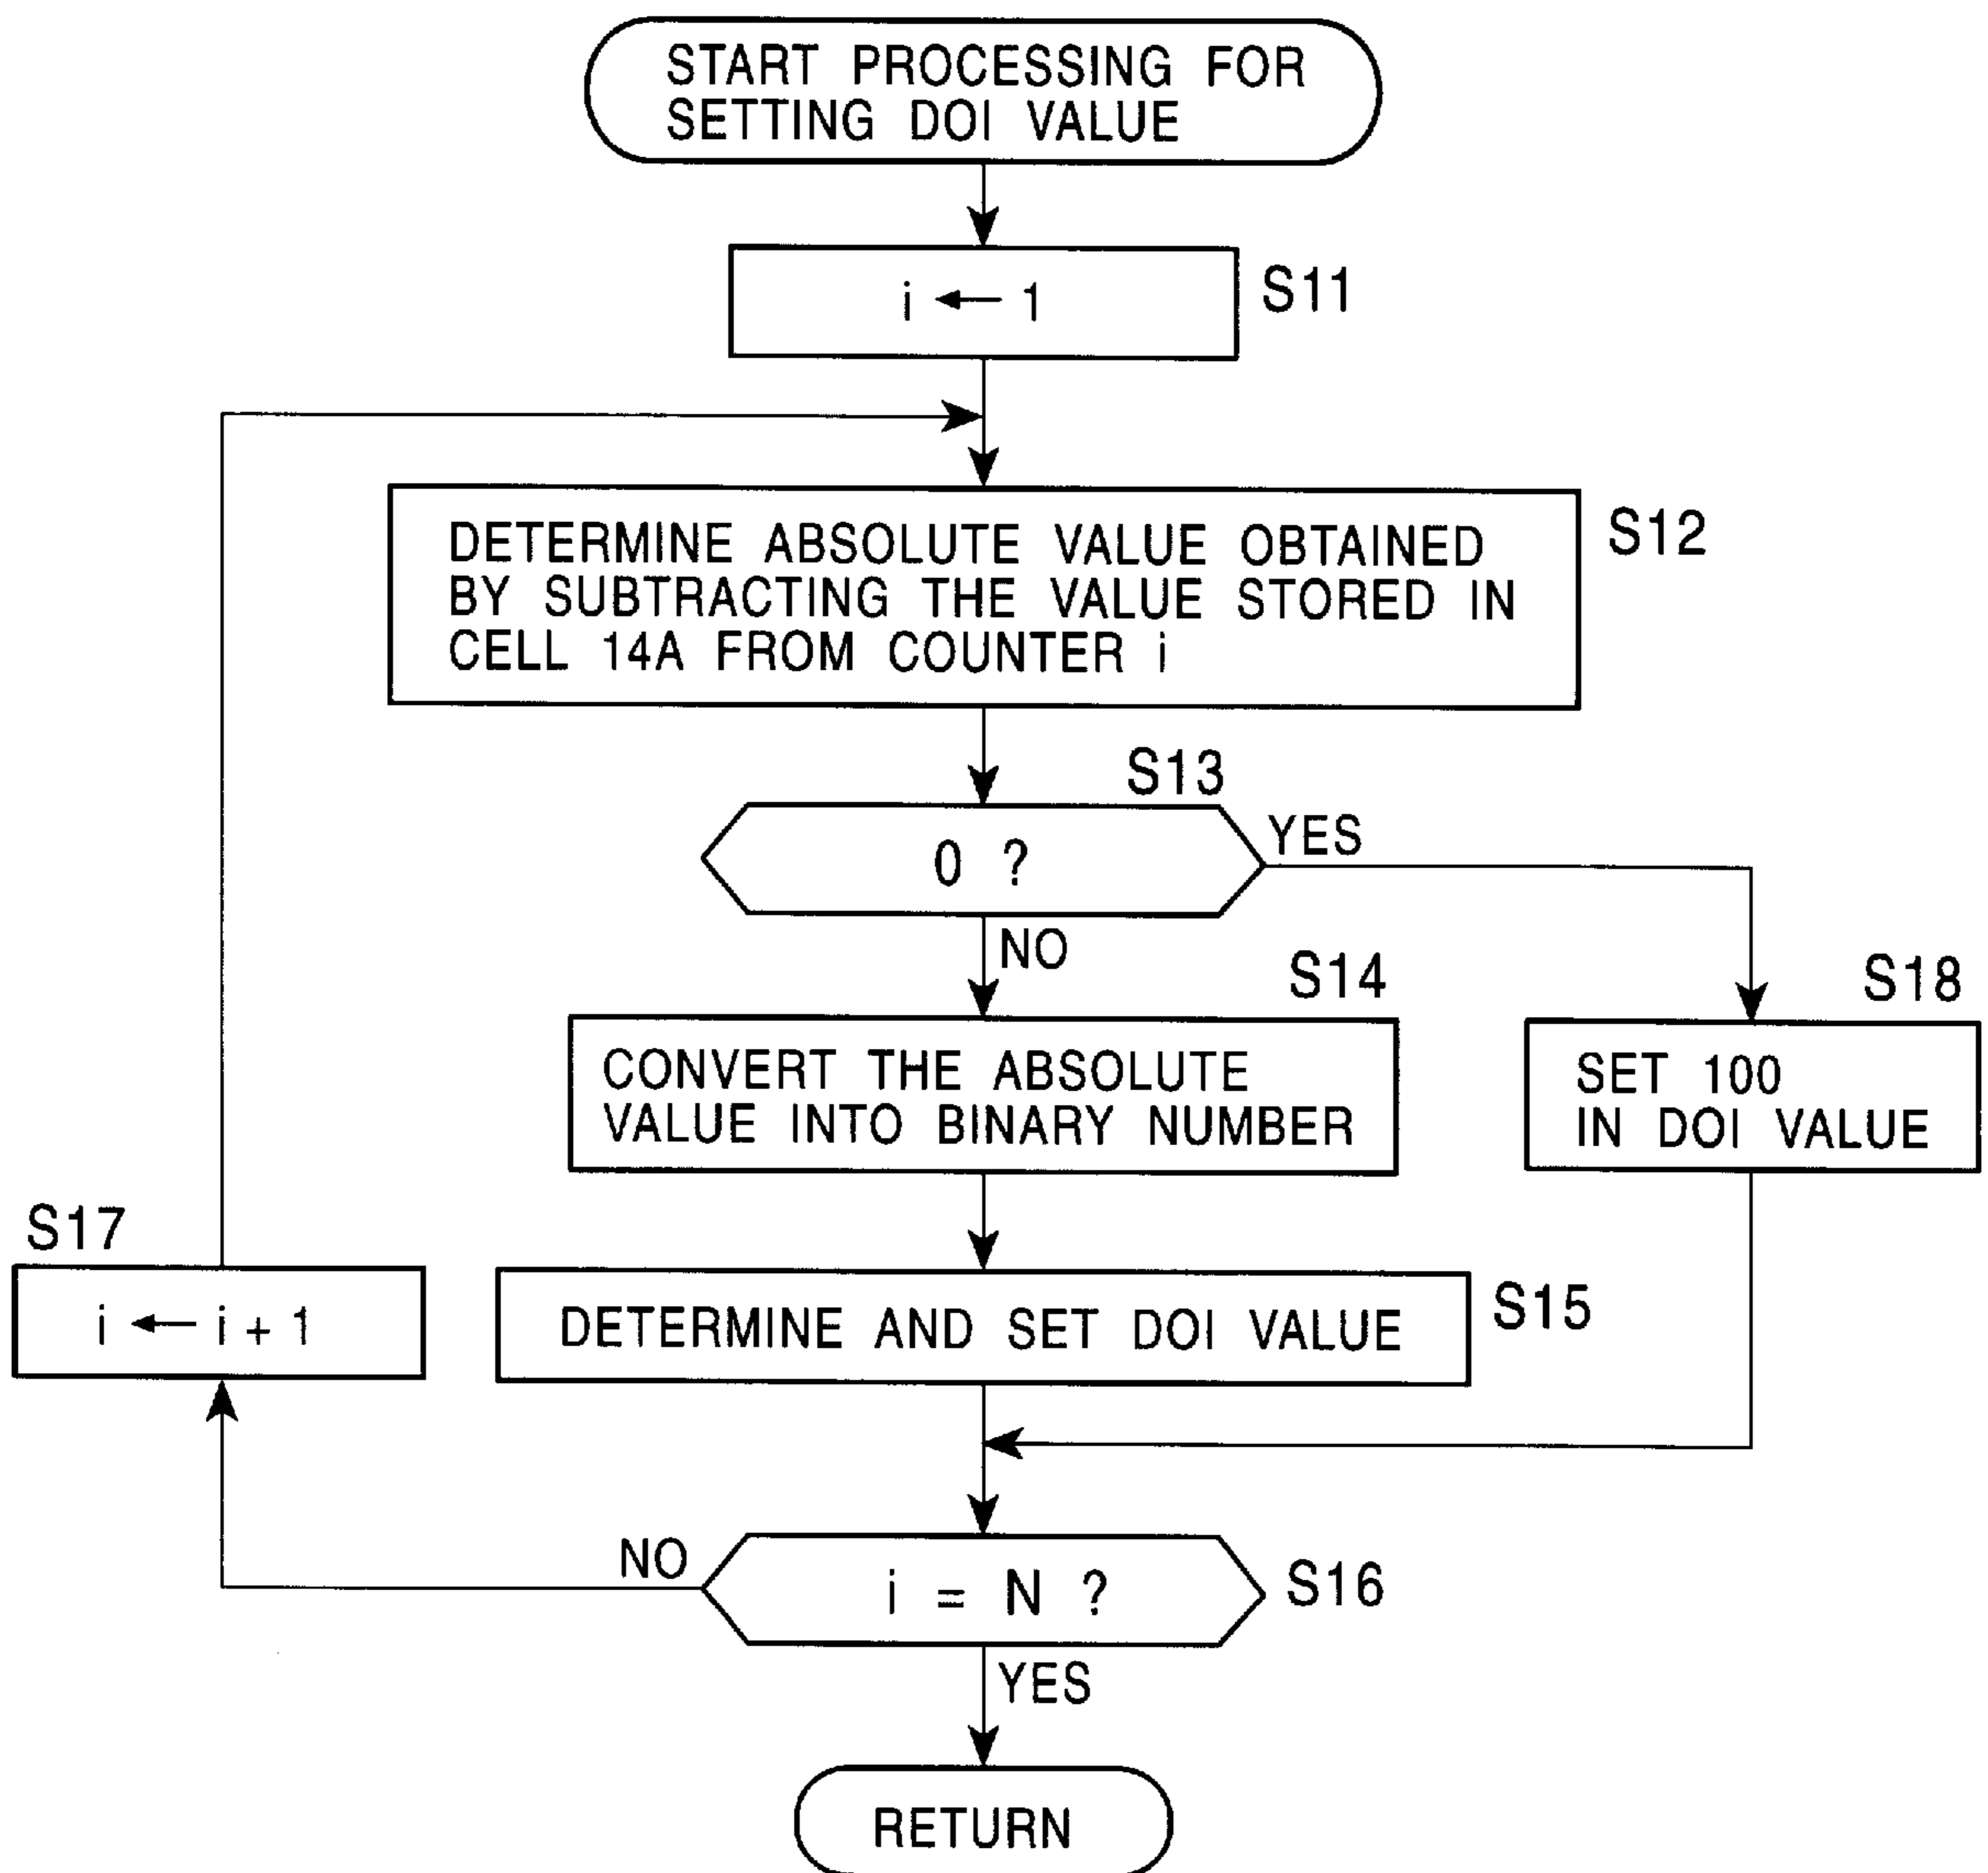 START PROCESSING FOR
SETTING DOI VALUE
i ← 1
S11
DETERMINE ABSOLUTE VALUE OBTAINED
BY SUBTRACTING THE VALUE STORED IN
CELL 14A FROM COUNTER i
S12
S13
0 ?
YES
NO
S14
CONVERT THE ABSOLUTE
VALUE INTO BINARY NUMBER
S18
SET 100
IN DOI VALUE
S17
i ← i + 1
DETERMINE AND SET DOI VALUE
S15
NO
i = N ?
S16
YES
RETURN